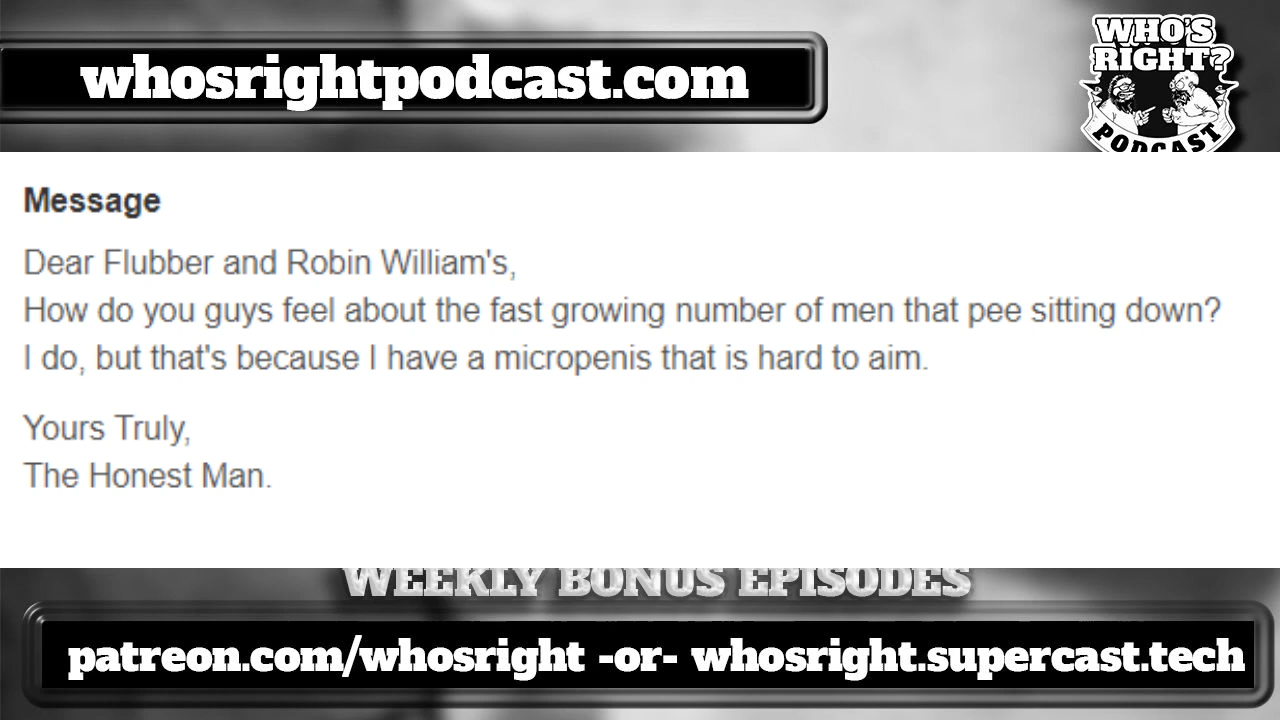 whosrightpodcast.com
WHO'S
RIGHT?
PODCAST
Message
Dear Flubber and Robin William's,
How do you guys feel about the fast growing number of men that pee sitting down?
I do, but that's because I have a micropenis that is hard to aim.
Yours Truly,
The Honest Man.
WEEKLY BONUS EPISODES
patreon.com/whosright -or- whosright.supercast.tech